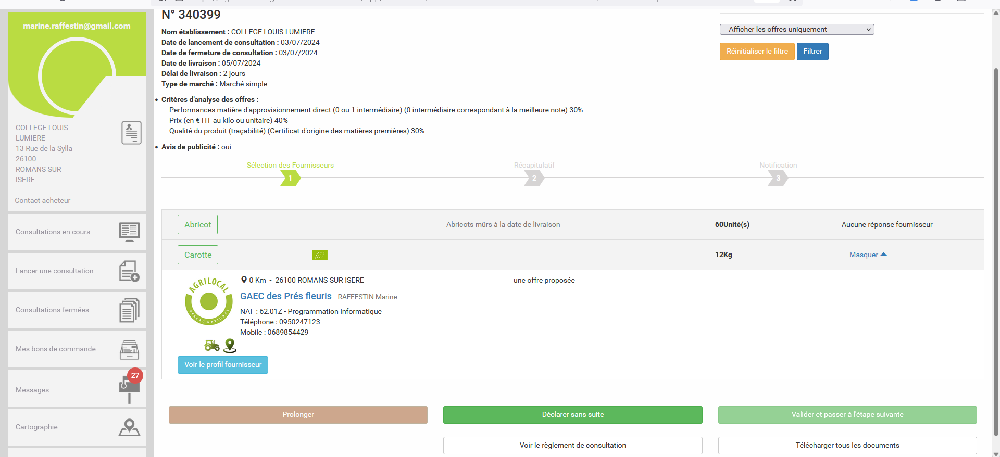 marine.raffestin@gmail.com
COLLEGE LOUIS
LUMIERE
13 Rue de la Sylla
26100
ROMANS SUR
ISERE
Contact acheteur
Consultations en cours
Lancer une consultation
Consultations fermées
Mes bons de commande
27
Messages
Cartographie
N° 340399
Nom établissement : COLLEGE LOUIS LUMIERE
Date de lancement de consultation : 03/07/2024
Date de fermeture de consultation : 03/07/2024
Date de livraison : 05/07/2024
Délai de livraison : 2 jours
Type de marché : Marché simple
Afficher les offres uniquement
Réinitialiser le filtre Filtrer
• Critères d'analyse des offres :
Performances matière d'approvisionnement direct (0 ou 1 intermédiaire) (0 intermédiaire correspondant à la meilleure note) 30%
Prix (en € HT au kilo ou unitaire) 40%
Qualité du produit (traçabilité) (Certificat d'origine des matières premières) 30%
• Avis de publicité : oui
Sélection des Fournisseurs Récapitulatif Notification
1 2 3
Abricot Abricots mûrs à la date de livraison 60Unité(s) Aucune réponse fournisseur
Carotte 12Kg Masquer
AGRILOCAL
RÉSEAU NATIONAL
0 Km - 26100 ROMANS SUR ISERE une offre proposée
GAEC des Prés fleuris - RAFFESTIN Marine
NAF : 62.01Z - Programmation informatique
Téléphone : 0950247123
Mobile : 0689854429
Voir le profil fournisseur
Prolonger Déclarer sans suite Valider et passer à l'étape suivante
Voir le règlement de consultation Télécharger tous les documents